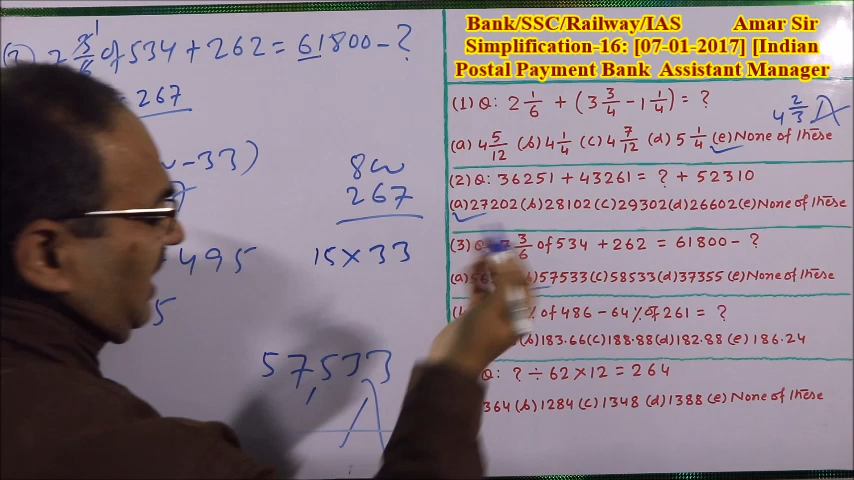 Bank/SSC/Railway/IAS Amar Sir
Simplification-16: [07-01-2017] [Indian
Postal Payment Bank Assistant Manager
of 534 + 262 = 61800 - ?
267
- 33)
800
267
495
15 × 33
5
57,533
(1) Q: 2 1/6 + (3 3/4 - 1 1/4) = ?
4 2/3 A
(a) 4 5/12 (b) 4 1/4 (c) 4 7/12 (d) 5 1/4 (e) None of these
(2) Q: 36251 + 43261 = ? + 52310
(a) 27202 (b) 28102 (c) 29302 (d) 26602 (e) None of these
(3) 3/6 of 534 + 262 = 61800 - ?
(a) 57533 (c) 58533 (d) 37355 (e) None of these
% of 486 - 64% of 261 = ?
(b) 183.66 (c) 188.88 (d) 182.88 (e) 186.24
Q: ? ÷ 62 × 12 = 264
364 (b) 1284 (c) 1348 (d) 1388 (e) None of these